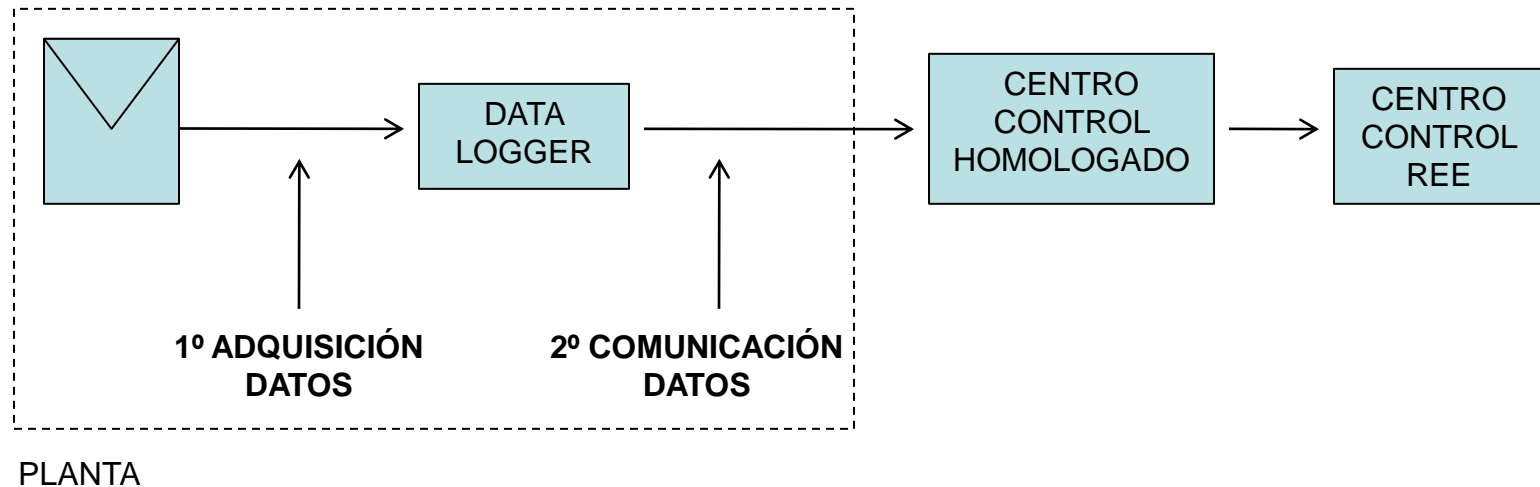 DATA
LOGGER
CENTRO
CONTROL
HOMOLOGADO
CENTRO
CONTROL
REE
1º ADQUISICIÓN
DATOS
2º COMUNICACIÓN
DATOS
PLANTA